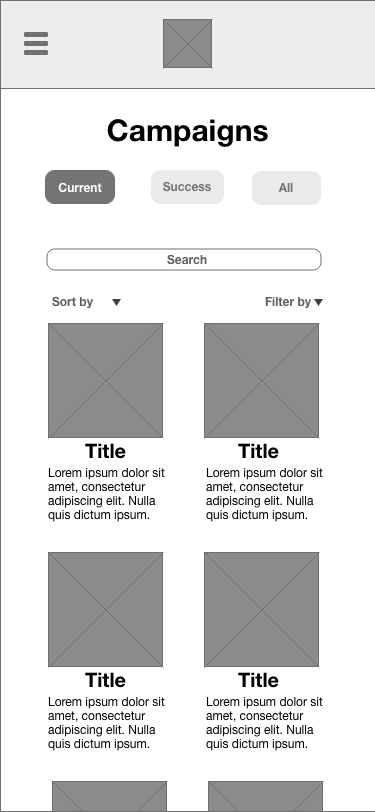 Campaigns
Current
Success
All
Search
Sort by
Filter by
Title
Lorem ipsum dolor sit
amet, consectetur
adipiscing elit. Nulla
quis dictum ipsum.
Title
Lorem ipsum dolor sit
amet, consectetur
adipiscing elit. Nulla
quis dictum ipsum.
Title
Lorem ipsum dolor sit
amet, consectetur
adipiscing elit. Nulla
quis dictum ipsum.
Title
Lorem ipsum dolor sit
amet, consectetur
adipiscing elit. Nulla
quis dictum ipsum.